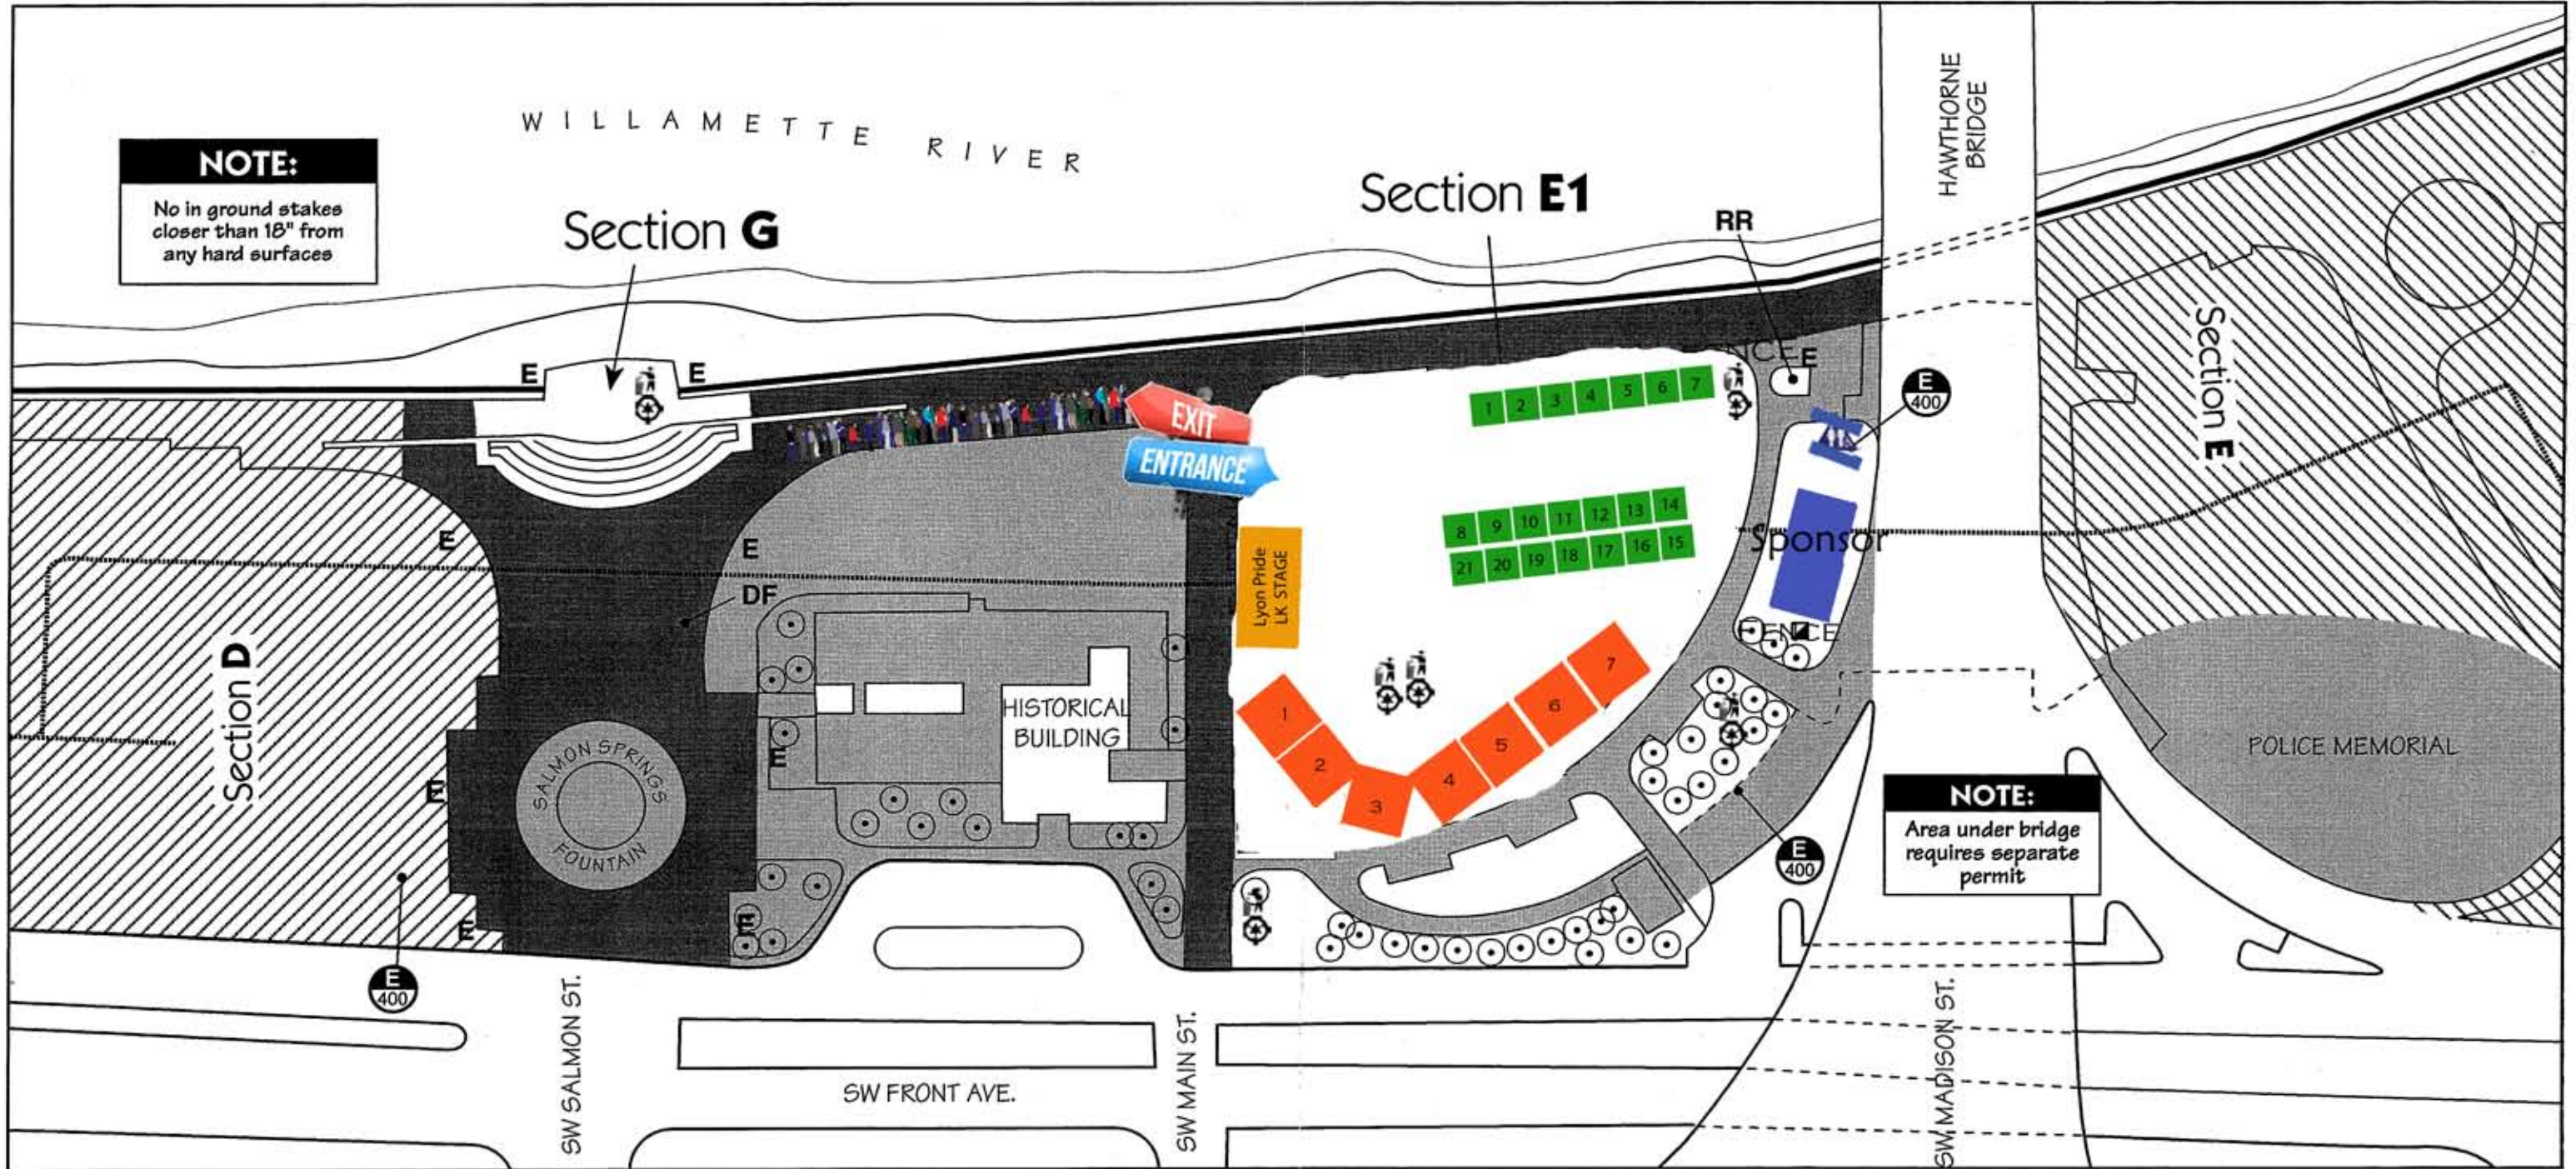 WILLAMETTE RIVER
HAWTHORNE
BRIDGE
NOTE:
No in ground stakes
closer than 18" from
any hard surfaces
Section G
Section E1
RR
E
E
E
E
400
Section E
EXIT
ENTRANCE
1 2 3 4 5 6 7
8 9 10 11 12 13 14
21 20 19 18 17 16 15
Sponsor
FENCE
Lyon Pride
LK STAGE
E
E
DF
Section D
HISTORICAL
BUILDING
1
2
3
4
5
6
7
SALMON SPRINGS
FOUNTAIN
E
E
E
E
POLICE MEMORIAL
NOTE:
Area under bridge
requires separate
permit
E
400
E
400
SW SALMON ST.
SW FRONT AVE.
SW MAIN ST.
SW MADISON ST.